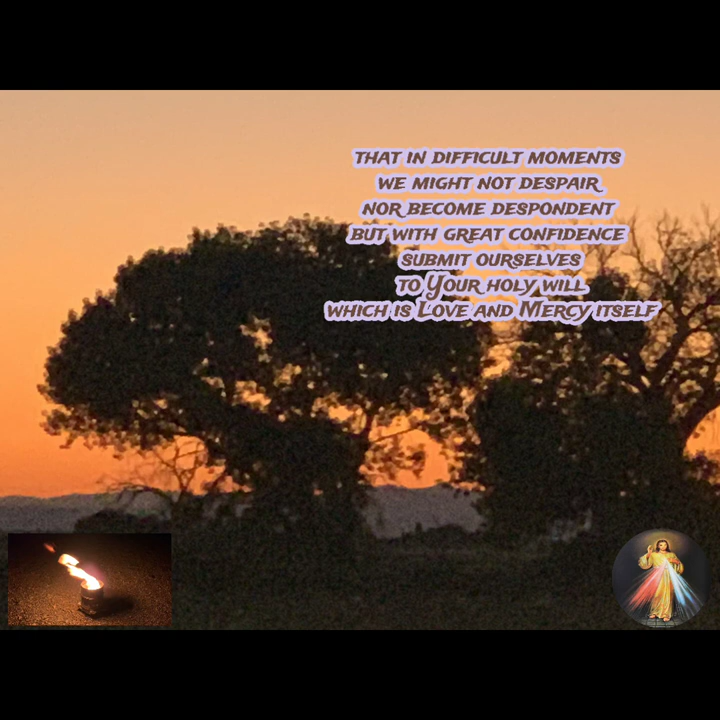 THAT IN DIFFICULT MOMENTS
WE MIGHT NOT DESPAIR
NOR BECOME DESPONDENT
BUT WITH GREAT CONFIDENCE
SUBMIT OURSELVES
TO YOUR HOLY WILL
WHICH IS LOVE AND MERCY ITSELF